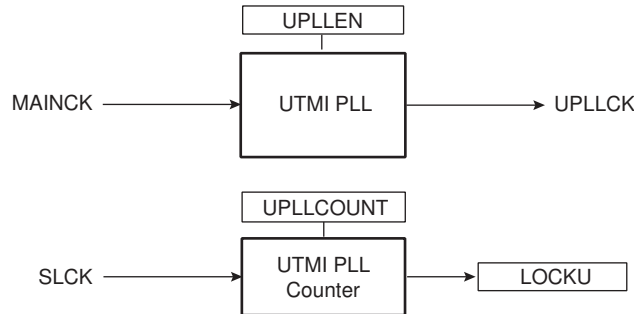 UPLLEN
MAINCK
UTMI PLL
UPLLCK
UPLLCOUNT
SLCK
UTMI PLL
Counter
LOCKU